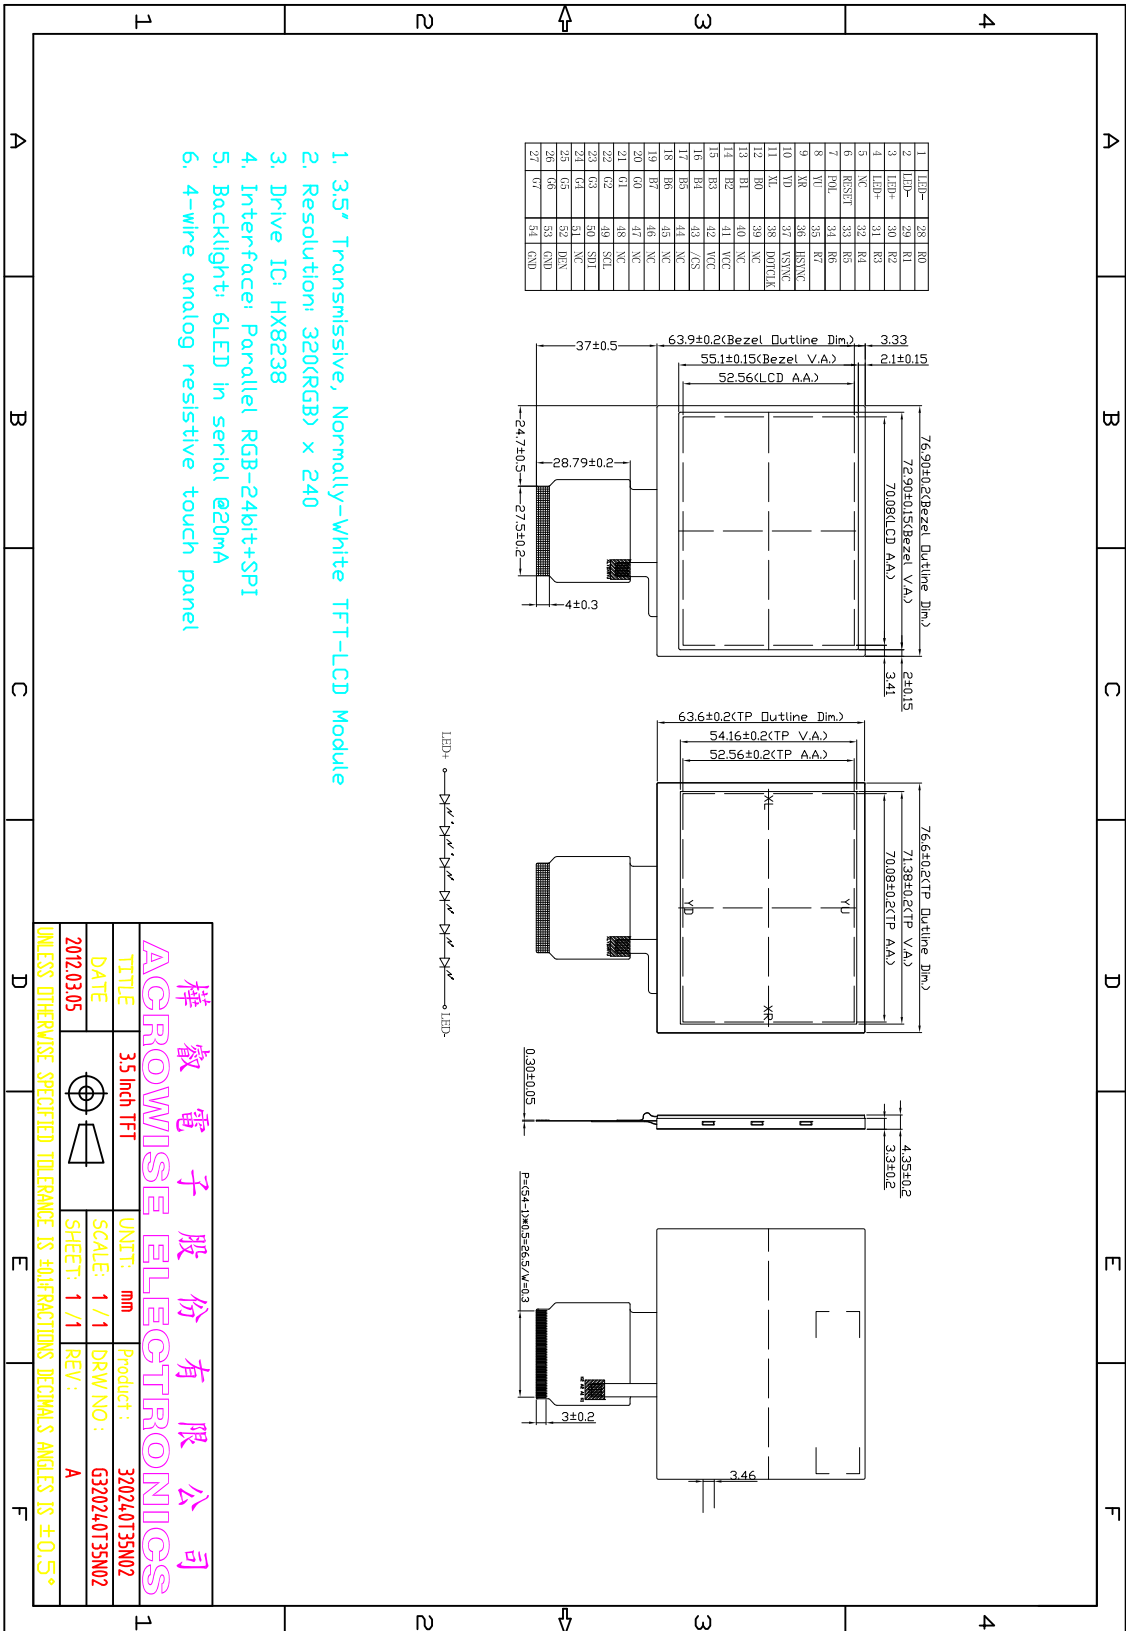 1 LED- 28 R0
2 LED- 29 R1
3 LED+ 30 R2
4 LED+ 31 R3
5 NC 32 R4
6 RESET 33 R5
7 POL 34 R6
8 YU 35 R7
9 XR 36 HSYNC
10 YD 37 VSYNC
11 XL 38 DOTCLK
12 B0 39 NC
13 B1 40 NC
14 B2 41 VCC
15 B3 42 VCC
16 B4 43 /CS
17 B5 44 NC
18 B6 45 NC
19 B7 46 NC
20 G0 47 NC
21 G1 48 NC
22 G2 49 SCL
23 G3 50 SDI
24 G4 51 NC
25 G5 52 DEN
26 G6 53 GND
27 G7 54 GND
76.90±0.2(Bezel Outline Dim.)
72.90±0.15(Bezel V.A.)
70.08(LCD A.A.)
2±0.15
3.41
63.9±0.2(Bezel Outline Dim.)
55.1±0.15(Bezel V.A.)
52.56(LCD A.A.)
3.33
2.1±0.15
37±0.5
28.79±0.2
24.7±0.5
27.5±0.2
4±0.3
76.6±0.2(TP Outline Dim.)
71.38±0.2(TP V.A.)
70.08±0.2(TP A.A.)
63.6±0.2(TP Outline Dim.)
54.16±0.2(TP V.A.)
52.56±0.2(TP A.A.)
YU
XL
XR
YD
4.35±0.2
3.3±0.2
0.30±0.05
P=(54-1)*0.5=26.5/W=0.3
3±0.2
3.46
LED+
LED-
1. 3.5" Transmissive, Normally-White TFT-LCD Module
2. Resolution: 320(RGB) x 240
3. Drive IC: HX8238
4. Interface: Parallel RGB-24bit+SPI
5. Backlight: 6LED in serial @20mA
6. 4-wire analog resistive touch panel
樺叡電子股份有限公司
ACROWISE ELECTRONICS
TITLE 3.5 Inch TFT UNIT: mm Product: 320240T35N02
DATE SCALE: 1 / 1 DRW NO: G320240T35N02
2012.03.05 SHEET: 1 / 1 REV: A
UNLESS OTHERWISE SPECIFIED TOLERANCE IS ±0.1FRACTIONS DECIMALS ANGLES IS ±0.5°
A B C D E F
A B C D E F
1 2 3 4
1 2 3 4